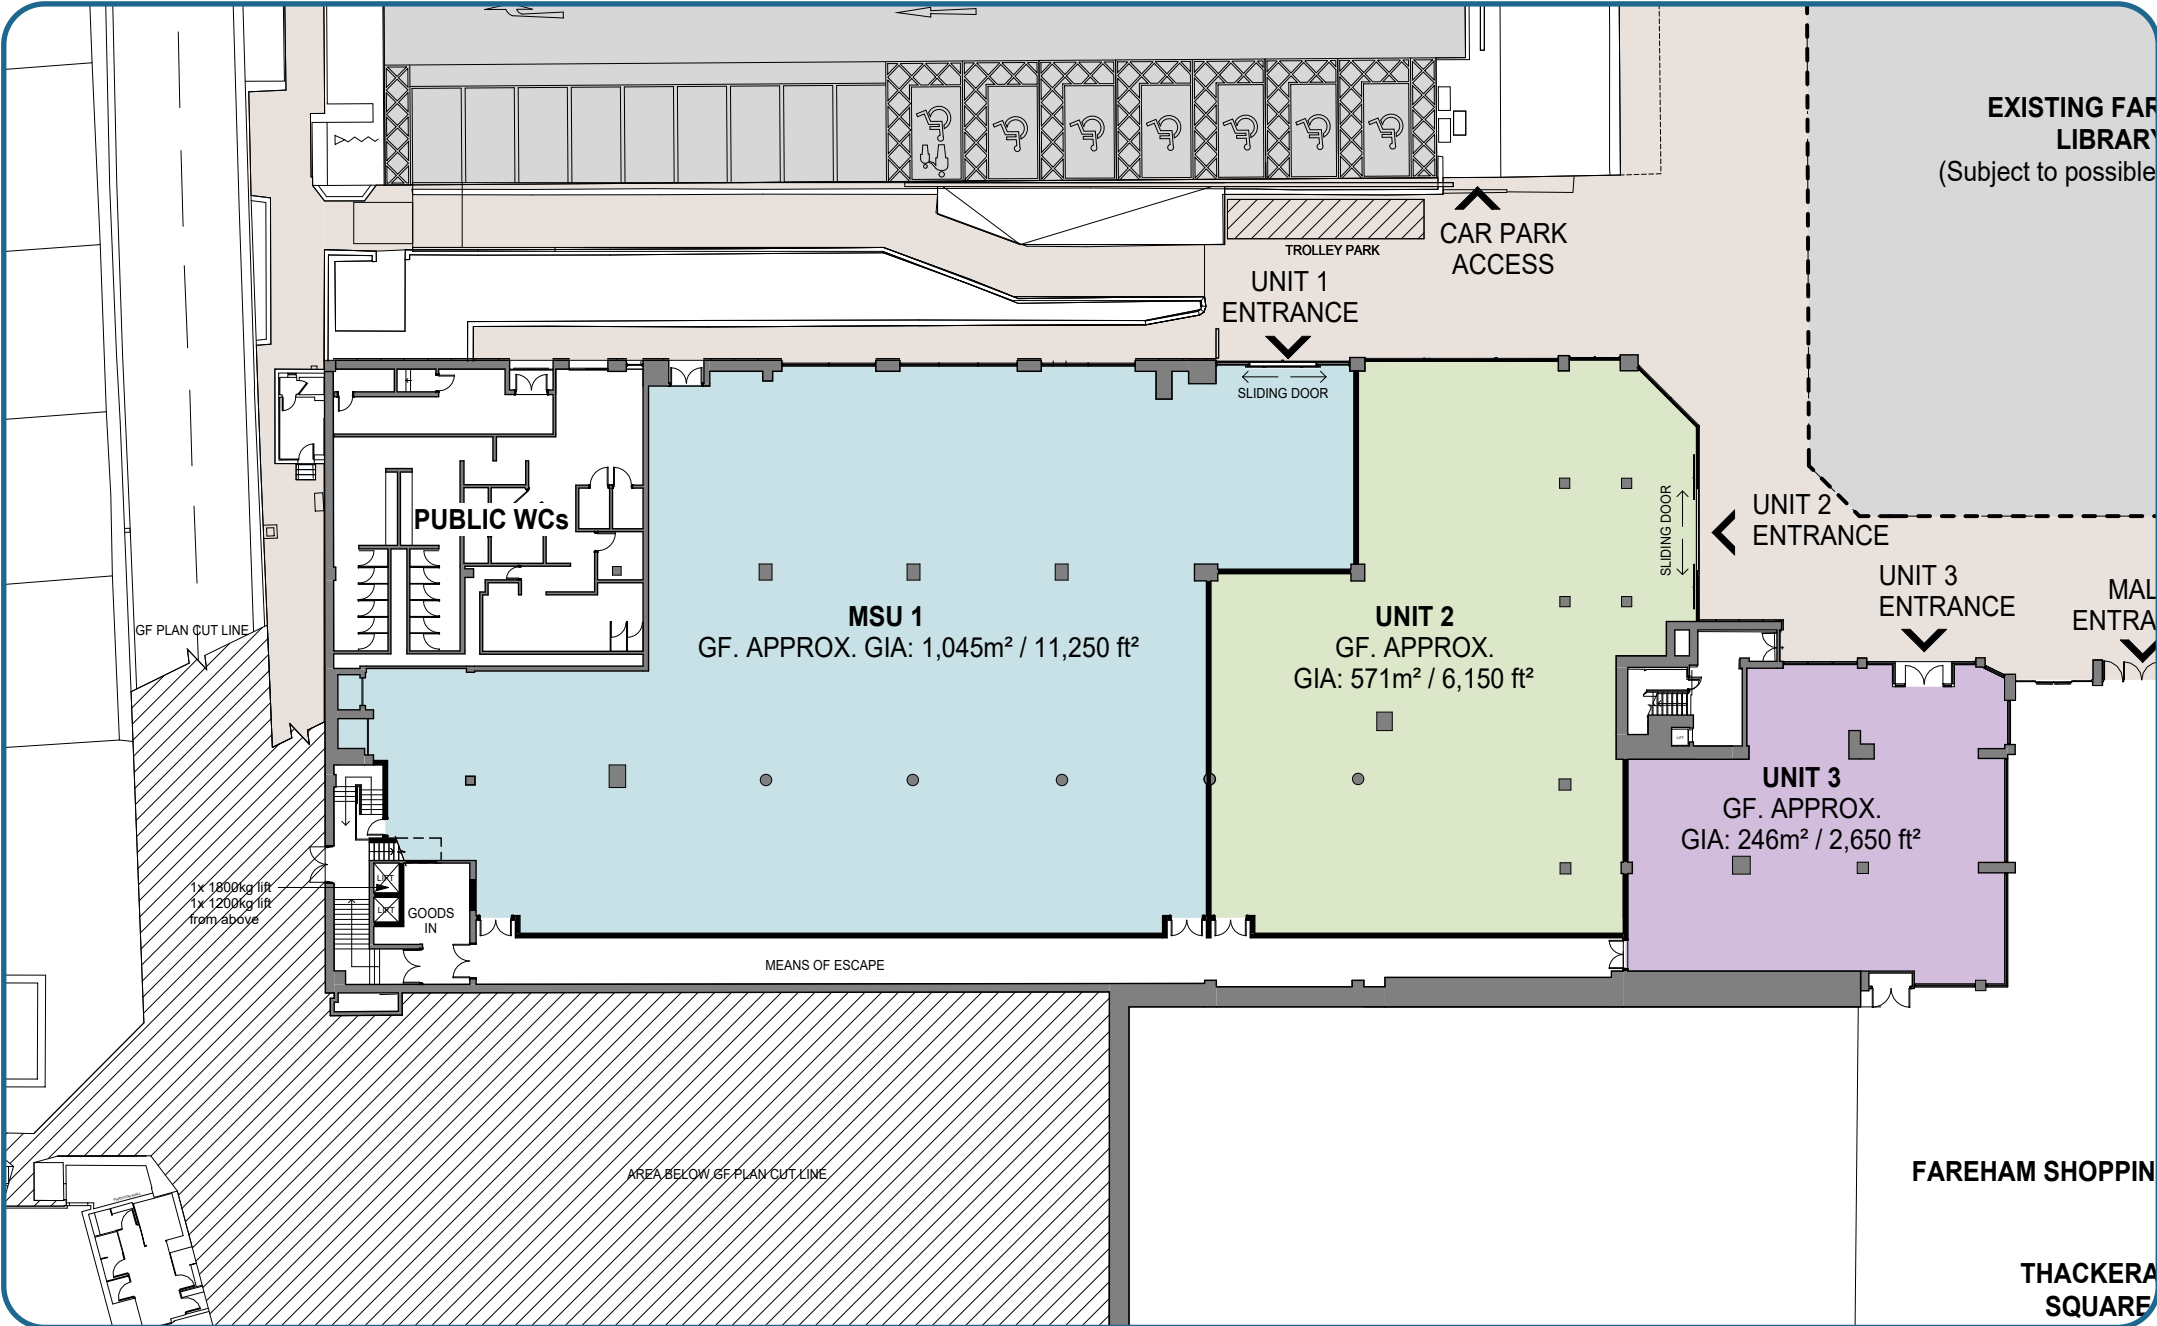 EXISTING FAR
LIBRARY
(Subject to possible
CAR PARK
ACCESS
TROLLEY PARK
UNIT 1
ENTRANCE
SLIDING DOOR
PUBLIC WCs
SLIDING DOOR
UNIT 2
ENTRANCE
UNIT 3
ENTRANCE
MAL
ENTRA
GF PLAN CUT LINE
MSU 1
GF. APPROX. GIA: 1,045m² / 11,250 ft²
UNIT 2
GF. APPROX.
GIA: 571m² / 6,150 ft²
LIFT
UNIT 3
GF. APPROX.
GIA: 246m² / 2,650 ft²
1x 1800kg lift
1x 1200kg lift
from above
LIFT
LIFT
GOODS
IN
MEANS OF ESCAPE
AREA BELOW GF PLAN CUT LINE
FAREHAM SHOPPIN
THACKERA
SQUARE